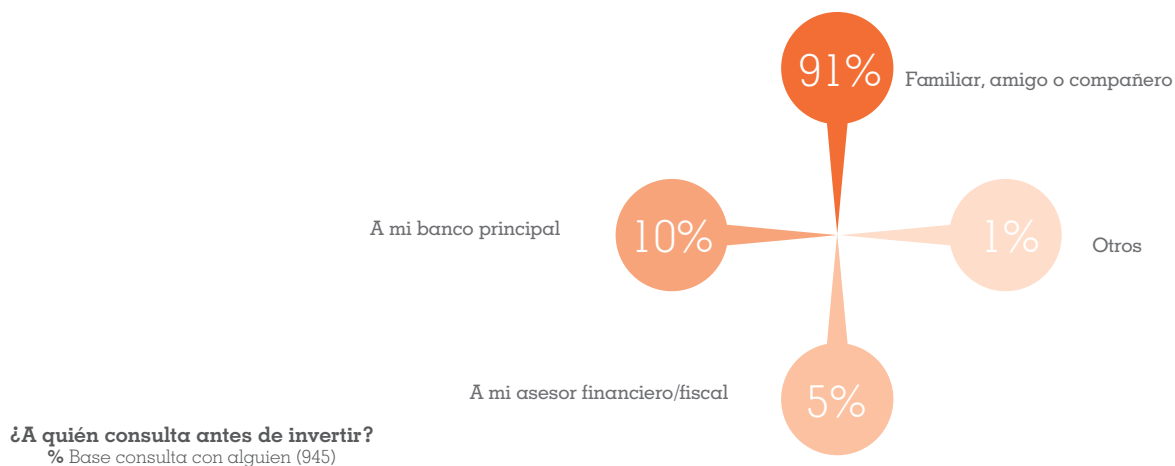 91%
Familiar, amigo o compañero
A mi banco principal
10%
1%
Otros
A mi asesor financiero/fiscal
5%
¿A quién consulta antes de invertir?
% Base consulta con alguien (945)